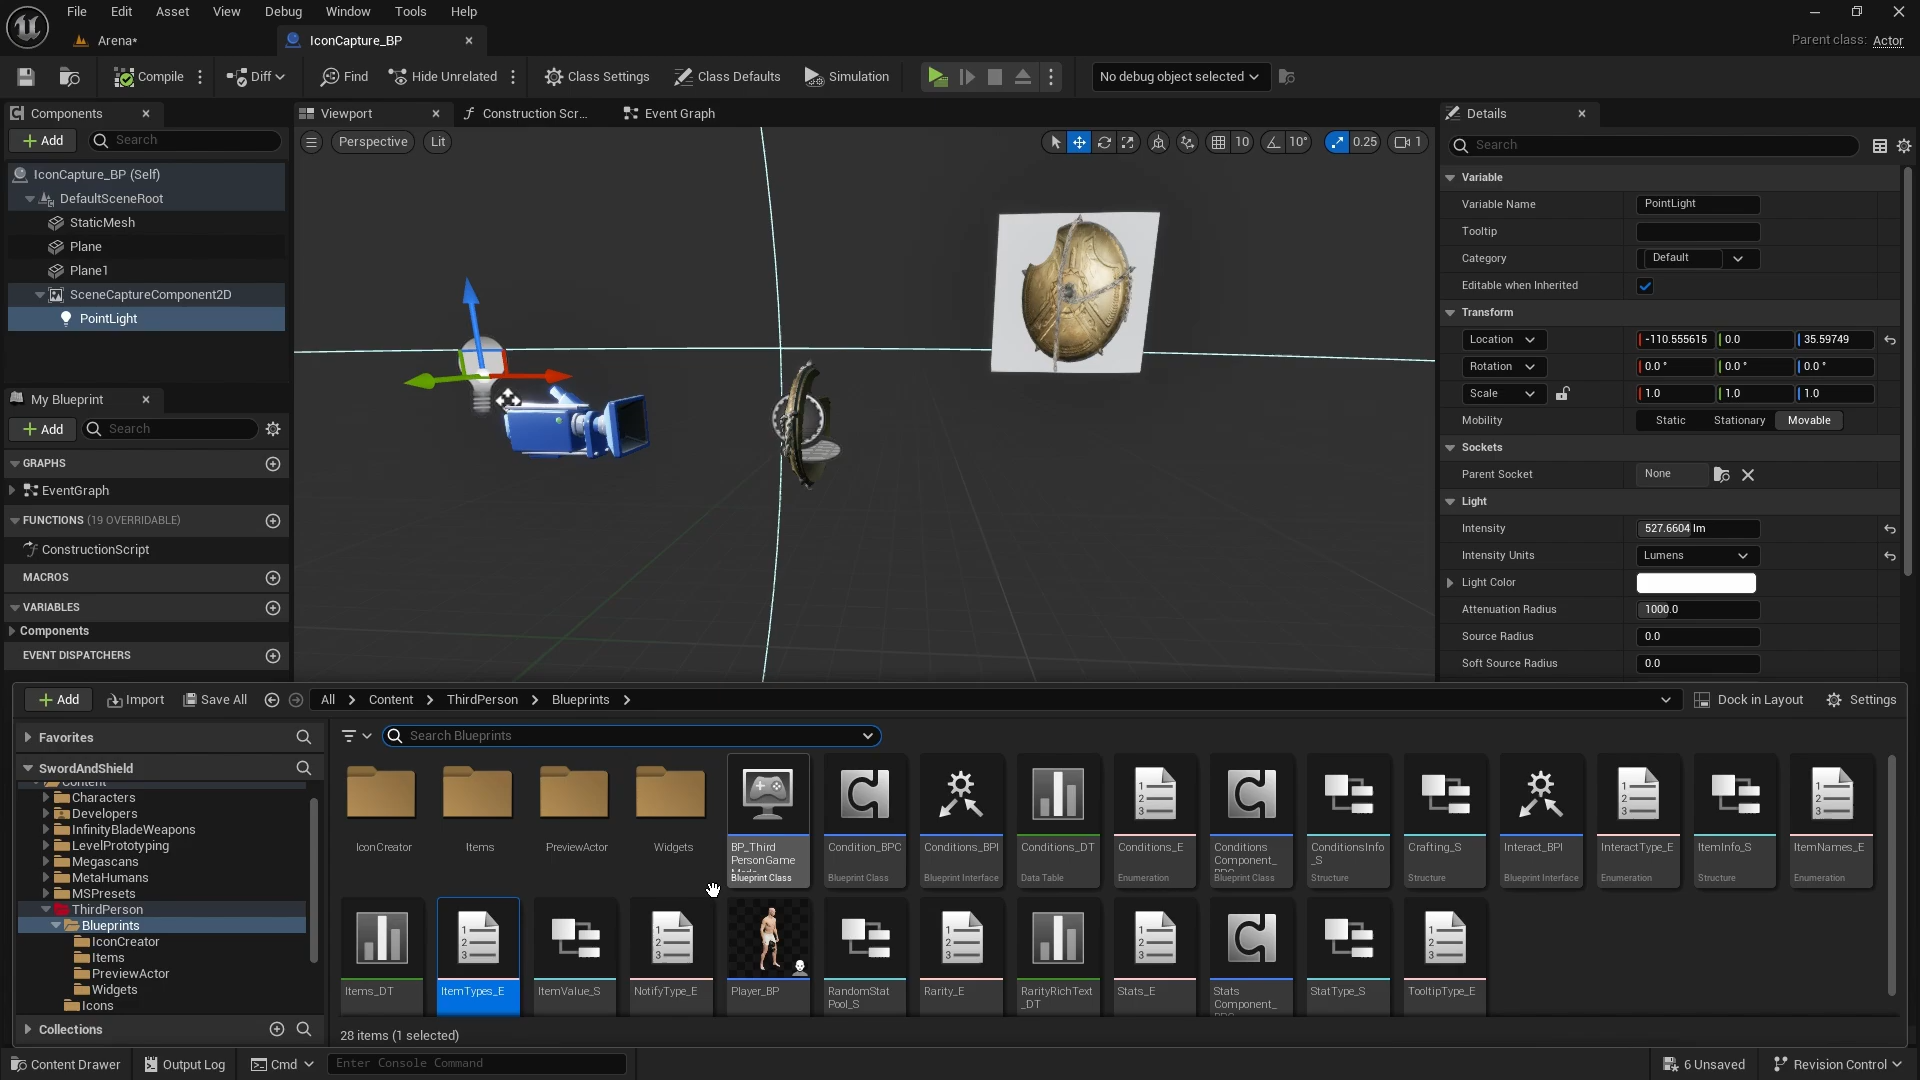 File Edit Asset View Debug Window Tools Help
Arena*
IconCapture_BP
Parent class: Actor
Compile Diff Find Hide Unrelated Class Settings Class Defaults Simulation No debug object selected
Components
Add Search
IconCapture_BP (Self)
DefaultSceneRoot
StaticMesh
Plane
Plane1
SceneCaptureComponent2D
PointLight
My Blueprint
Add Search
GRAPHS
EventGraph
FUNCTIONS (19 OVERRIDABLE)
ConstructionScript
MACROS
VARIABLES
Components
EVENT DISPATCHERS
Viewport Construction Scr... Event Graph
Perspective Lit 10 10° 0.25 1
Details
Search
Variable
Variable Name PointLight
Tooltip
Category Default
Editable when Inherited
Transform
Location -110.555615 0.0 35.59749
Rotation 0.0 ° 0.0 ° 0.0 °
Scale 1.0 1.0 1.0
Mobility Static Stationary Movable
Sockets
Parent Socket None
Light
Intensity 527.6604 lm
Intensity Units Lumens
Light Color
Attenuation Radius 1000.0
Source Radius 0.0
Soft Source Radius 0.0
Add Import Save All All Content ThirdPerson Blueprints Dock in Layout Settings
Favorites
SwordAndShield
Content
Characters
Developers
InfinityBladeWeapons
LevelPrototyping
Megascans
MetaHumans
MSPresets
ThirdPerson
Blueprints
IconCreator
Items
PreviewActor
Widgets
Icons
Collections
Search Blueprints
IconCreator
Items
PreviewActor
Widgets
BP_Third
PersonGame
Blueprint Class
Condition_BPC
Blueprint Class
Conditions_BPI
Blueprint Interface
Conditions_DT
Data Table
Conditions_E
Enumeration
Conditions
Component_
Blueprint Class
ConditionsInfo
_S
Structure
Crafting_S
Structure
Interact_BPI
Blueprint Interface
InteractType_E
Enumeration
ItemInfo_S
Structure
ItemNames_E
Enumeration
Items_DT
ItemTypes_E
ItemValue_S
NotifyType_E
Player_BP
RandomStat
Pool_S
Rarity_E
RarityRichText
_DT
Stats_E
Stats
Component_
StatType_S
TooltipType_E
28 items (1 selected)
Content Drawer Output Log Cmd Enter Console Command 6 Unsaved Revision Control